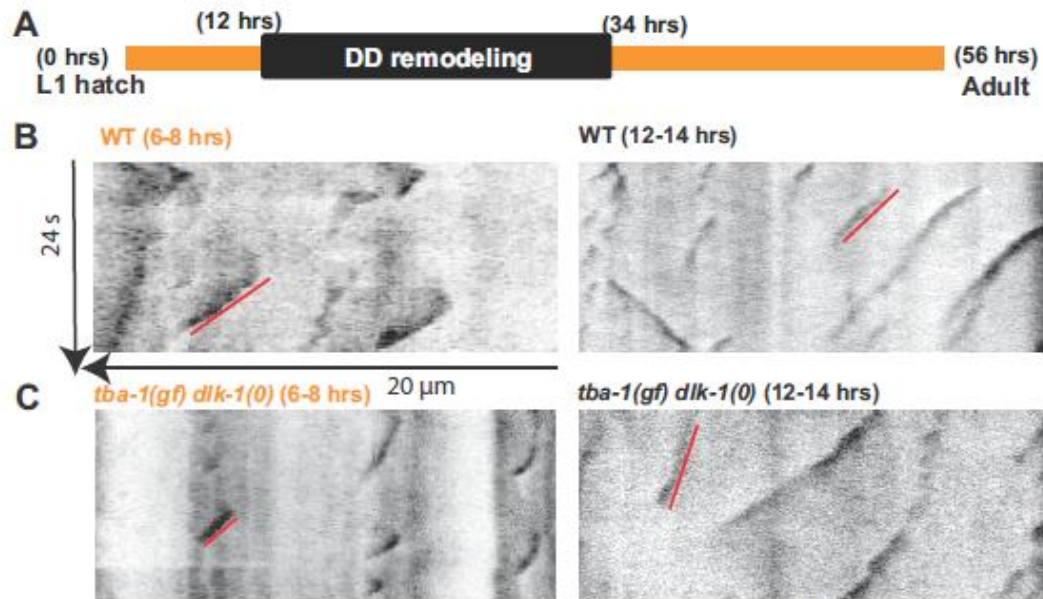 A
(0 hrs)
L1 hatch
(12 hrs)
DD remodeling
(34 hrs)
(56 hrs)
Adult
B
WT (6-8 hrs)
WT (12-14 hrs)
24 s
20 µm
C
tba-1(gf) dlk-1(0) (6-8 hrs)
tba-1(gf) dlk-1(0) (12-14 hrs)